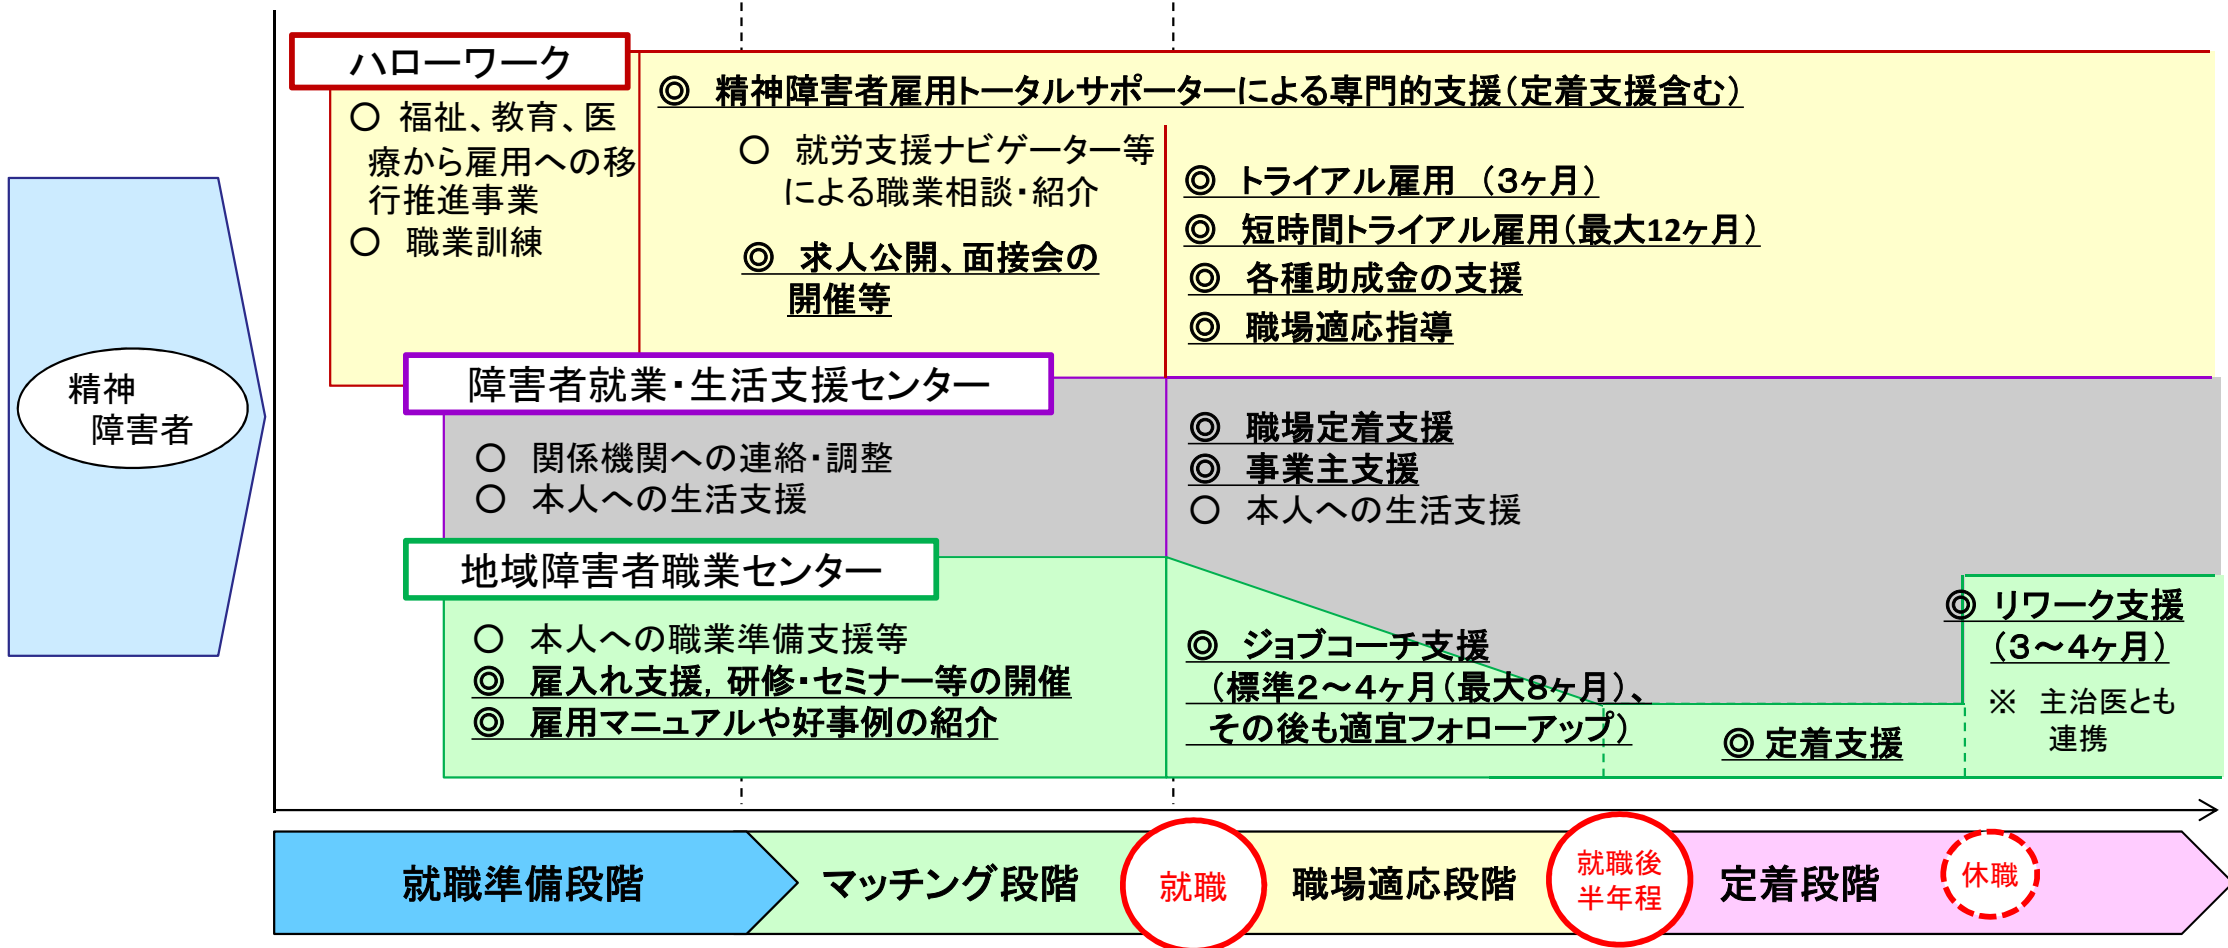 精神
障害者
ハローワーク
○ 福祉、教育、医
療から雇用への移
行推進事業
○ 職業訓練
◎ 精神障害者雇用トータルサポーターによる専門的支援(定着支援含む)
○ 就労支援ナビゲーター等
による職業相談・紹介
◎ 求人公開、面接会の
開催等
◎ トライアル雇用 (3ヶ月)
◎ 短時間トライアル雇用(最大12ヶ月)
◎ 各種助成金の支援
◎ 職場適応指導
障害者就業・生活支援センター
○ 関係機関への連絡・調整
○ 本人への生活支援
◎ 職場定着支援
◎ 事業主支援
○ 本人への生活支援
地域障害者職業センター
○ 本人への職業準備支援等
◎ 雇入れ支援, 研修・セミナー等の開催
◎ 雇用マニュアルや好事例の紹介
◎ ジョブコーチ支援
(標準2～4ヶ月(最大8ヶ月)、
その後も適宜フォローアップ)
◎ 定着支援
◎ リワーク支援
(3～4ヶ月)
※ 主治医とも
連携
就職準備段階
マッチング段階
就職
職場適応段階
就職後
半年程
定着段階
休職